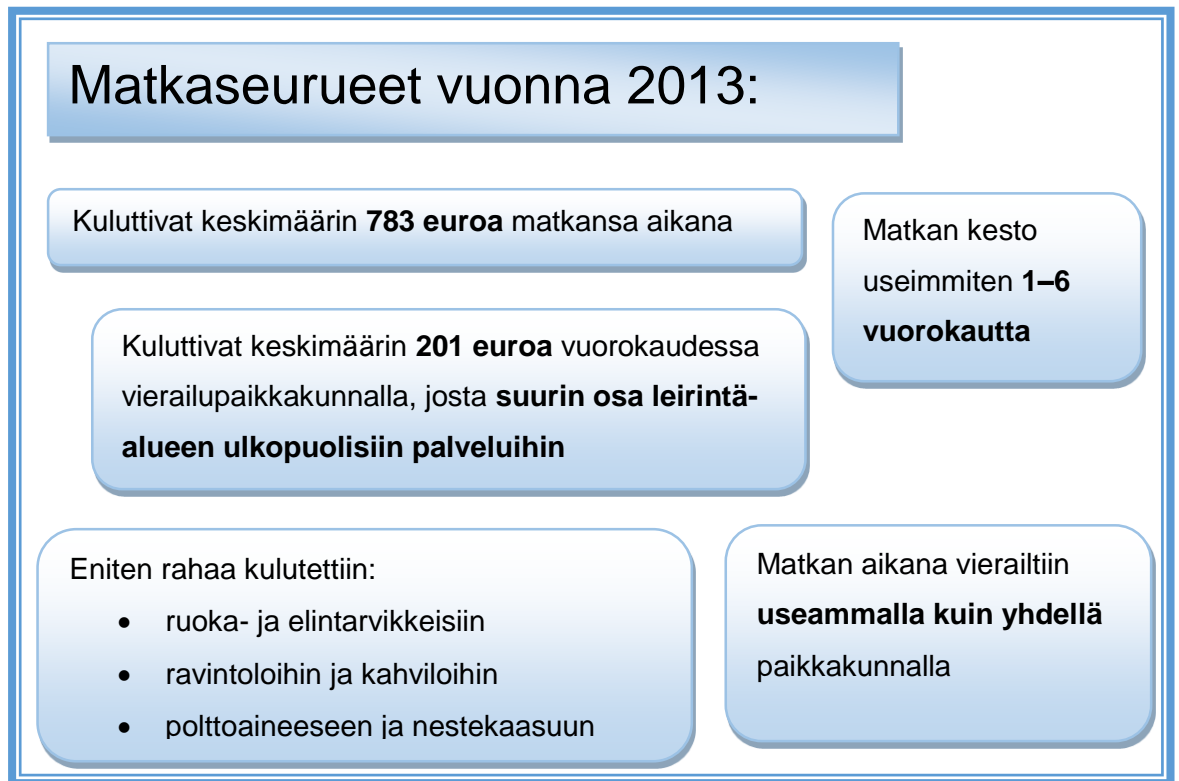 Matkaseurueet vuonna 2013:
Kuluttivat keskimäärin 783 euroa matkansa aikana
Matkan kesto
useimmiten 1–6
vuorokautta
Kuluttivat keskimäärin 201 euroa vuorokaudessa
vierailupaikkakunnalla, josta suurin osa leirintä-
alueen ulkopuolisiin palveluihin
Eniten rahaa kulutettiin:
• ruoka- ja elintarvikkeisiin
• ravintoloihin ja kahviloihin
• polttoaineeseen ja nestekaasuun
Matkan aikana vierailtiin
useammalla kuin yhdellä
paikkakunnalla